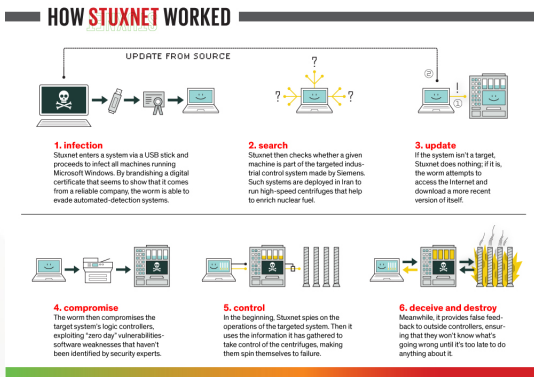 HOW STUXNET WORKED
UPDATE FROM SOURCE
?
?
?
②
!
①
1. infection
Stuxnet enters a system via a USB stick and
proceeds to infect all machines running
Microsoft Windows. By brandishing a digital
certificate that seems to show that it comes
from a reliable company, the worm is able to
evade automated-detection systems.
2. search
Stuxnet then checks whether a given
machine is part of the targeted indus-
trial control system made by Siemens.
Such systems are deployed in Iran to
run high-speed centrifuges that help
to enrich nuclear fuel.
3. update
If the system isn't a target,
Stuxnet does nothing; if it is,
the worm attempts to
access the Internet and
download a more recent
version of itself.
4. compromise
The worm then compromises the
target system's logic controllers,
exploiting "zero day" vulnerabilities-
software weaknesses that haven't
been identified by security experts.
5. control
In the beginning, Stuxnet spies on the
operations of the targeted system. Then it
uses the information it has gathered to
take control of the centrifuges, making
them spin themselves to failure.
6. deceive and destroy
Meanwhile, it provides false feed-
back to outside controllers, ensur-
ing that they won't know what's
going wrong until it's too late to do
anything about it.